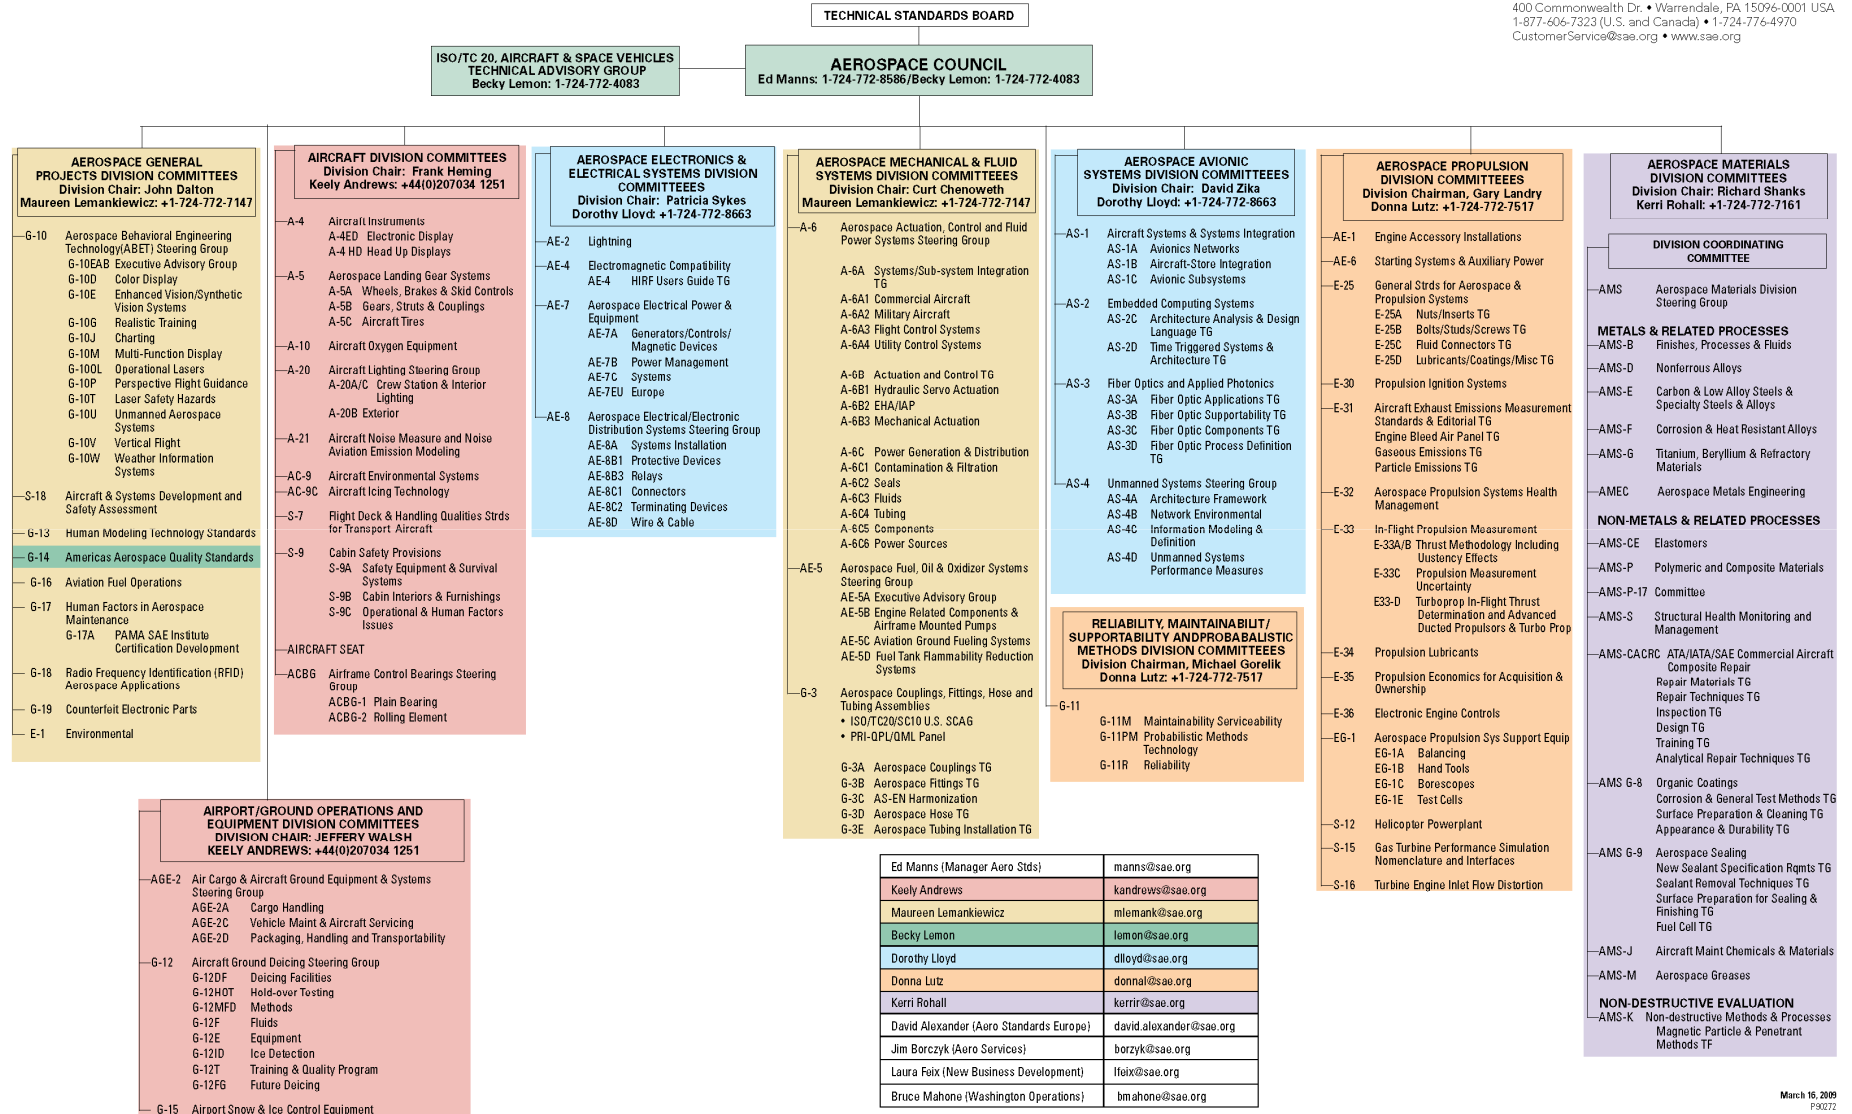 400 Commonwealth Dr. • Warrendale, PA 15096-0001 USA
1-877-606-7323 (U.S. and Canada) • 1-724-776-4970
CustomerService@sae.org • www.sae.org
TECHNICAL STANDARDS BOARD
ISO/TC 20, AIRCRAFT & SPACE VEHICLES
TECHNICAL ADVISORY GROUP
Becky Lemon: 1-724-772-4083
AEROSPACE COUNCIL
Ed Manns: 1-724-772-8586/Becky Lemon: 1-724-772-4083
AEROSPACE GENERAL
PROJECTS DIVISION COMMITTEES
Division Chair: John Dalton
Maureen Lemankiewicz: +1-724-772-7147
G-10 Aerospace Behavioral Engineering
Technology(ABET) Steering Group
G-10EAB Executive Advisory Group
G-10D Color Display
G-10E Enhanced Vision/Synthetic
Vision Systems
G-10G Realistic Training
G-10J Charting
G-10M Multi-Function Display
G-10OL Operational Lasers
G-10P Perspective Flight Guidance
G-10T Laser Safety Hazards
G-10U Unmanned Aerospace
Systems
G-10V Vertical Flight
G-10W Weather Information
Systems
S-18 Aircraft & Systems Development and
Safety Assessment
G-13 Human Modeling Technology Standards
G-14 Americas Aerospace Quality Standards
G-16 Aviation Fuel Operations
G-17 Human Factors in Aerospace
Maintenance
G-17A PAMA SAE Institute
Certification Development
G-18 Radio Frequency Identification (RFID)
Aerospace Applications
G-19 Counterfeit Electronic Parts
E-1 Environmental
AIRCRAFT DIVISION COMMITTEES
Division Chair: Frank Heming
Keely Andrews: +44(0)207034 1251
A-4 Aircraft Instruments
A-4ED Electronic Display
A-4 HD Head Up Displays
A-5 Aerospace Landing Gear Systems
A-5A Wheels, Brakes & Skid Controls
A-5B Gears, Struts & Couplings
A-5C Aircraft Tires
A-10 Aircraft Oxygen Equipment
A-20 Aircraft Lighting Steering Group
A-20A/C Crew Station & Interior
Lighting
A-20B Exterior
A-21 Aircraft Noise Measure and Noise
Aviation Emission Modeling
AC-9 Aircraft Environmental Systems
AC-9C Aircraft Icing Technology
S-7 Flight Deck & Handling Qualities Strds
for Transport Aircraft
S-9 Cabin Safety Provisions
S-9A Safety Equipment & Survival
Systems
S-9B Cabin Interiors & Furnishings
S-9C Operational & Human Factors
Issues
AIRCRAFT SEAT
ACBG Airframe Control Bearings Steering
Group
ACBG-1 Plain Bearing
ACBG-2 Rolling Element
AIRPORT/GROUND OPERATIONS AND
EQUIPMENT DIVISION COMMITTEES
DIVISION CHAIR: JEFFERY WALSH
KEELY ANDREWS: +44(0)207034 1251
AGE-2 Air Cargo & Aircraft Ground Equipment & Systems
Steering Group
AGE-2A Cargo Handling
AGE-2C Vehicle Maint & Aircraft Servicing
AGE-2D Packaging, Handling and Transportability
G-12 Aircraft Ground Deicing Steering Group
G-12DF Deicing Facilities
G-12HOT Hold-over Testing
G-12MFD Methods
G-12F Fluids
G-12E Equipment
G-12ID Ice Detection
G-12T Training & Quality Program
G-12FG Future Deicing
G-15 Airport Snow & Ice Control Equipment
AEROSPACE ELECTRONICS &
ELECTRICAL SYSTEMS DIVISION
COMMITTEEES
Division Chair: Patricia Sykes
Dorothy Lloyd: +1-724-772-8663
AE-2 Lightning
AE-4 Electromagnetic Compatibility
AE-4 HIRF Users Guide TG
AE-7 Aerospace Electrical Power &
Equipment
AE-7A Generators/Controls/
Magnetic Devices
AE-7B Power Management
AE-7C Systems
AE-7EU Europe
AE-8 Aerospace Electrical/Electronic
Distribution Systems Steering Group
AE-8A Systems Installation
AE-8B1 Protective Devices
AE-8B3 Relays
AE-8C1 Connectors
AE-8C2 Terminating Devices
AE-8D Wire & Cable
AEROSPACE MECHANICAL & FLUID
SYSTEMS DIVISION COMMITTEEES
Division Chair: Curt Chenoweth
Maureen Lemankiewicz: +1-724-772-7147
A-6 Aerospace Actuation, Control and Fluid
Power Systems Steering Group
A-6A Systems/Sub-system Integration
TG
A-6A1 Commercial Aircraft
A-6A2 Military Aircraft
A-6A3 Flight Control Systems
A-6A4 Utility Control Systems
A-6B Actuation and Control TG
A-6B1 Hydraulic Servo Actuation
A-6B2 EHA/IAP
A-6B3 Mechanical Actuation
A-6C Power Generation & Distribution
A-6C1 Contamination & Filtration
A-6C2 Seals
A-6C3 Fluids
A-6C4 Tubing
A-6C5 Components
A-6C6 Power Sources
AE-5 Aerospace Fuel, Oil & Oxidizer Systems
Steering Group
AE-5A Executive Advisory Group
AE-5B Engine Related Components &
Airframe Mounted Pumps
AE-5C Aviation Ground Fueling Systems
AE-5D Fuel Tank Flammability Reduction
Systems
G-3 Aerospace Couplings, Fittings, Hose and
Tubing Assemblies
• ISO/TC20/SC10 U.S. SCAG
• PRI-QPL/QML Panel
G-3A Aerospace Couplings TG
G-3B Aerospace Fittings TG
G-3C AS-EN Harmonization
G-3D Aerospace Hose TG
G-3E Aerospace Tubing Installation TG
AEROSPACE AVIONIC
SYSTEMS DIVISION COMMITTEEES
Division Chair: David Zika
Dorothy Lloyd: +1-724-772-8663
AS-1 Aircraft Systems & Systems Integration
AS-1A Avionics Networks
AS-1B Aircraft-Store Integration
AS-1C Avionic Subsystems
AS-2 Embedded Computing Systems
AS-2C Architecture Analysis & Design
Language TG
AS-2D Time Triggered Systems &
Architecture TG
AS-3 Fiber Optics and Applied Photonics
AS-3A Fiber Optic Applications TG
AS-3B Fiber Optic Supportability TG
AS-3C Fiber Optic Components TG
AS-3D Fiber Optic Process Definition
TG
AS-4 Unmanned Systems Steering Group
AS-4A Architecture Framework
AS-4B Network Environmental
AS-4C Information Modeling &
Definition
AS-4D Unmanned Systems
Performance Measures
RELIABILITY, MAINTAINABILIT/
SUPPORTABILITY ANDPROBABALISTIC
METHODS DIVISION COMMITTEEES
Division Chairman, Michael Gorelik
Donna Lutz: +1-724-772-7517
G-11
G-11M Maintainability Serviceability
G-11PM Probabilistic Methods
Technology
G-11R Reliability
AEROSPACE PROPULSION
DIVISION COMMITTEEES
Division Chairman, Gary Landry
Donna Lutz: +1-724-772-7517
AE-1 Engine Accessory Installations
AE-6 Starting Systems & Auxiliary Power
E-25 General Strds for Aerospace &
Propulsion Systems
E-25A Nuts/Inserts TG
E-25B Bolts/Studs/Screws TG
E-25C Fluid Connectors TG
E-25D Lubricants/Coatings/Misc TG
E-30 Propulsion Ignition Systems
E-31 Aircraft Exhaust Emissions Measurement
Standards & Editorial TG
Engine Bleed Air Panel TG
Gaseous Emissions TG
Particle Emissions TG
E-32 Aerospace Propulsion Systems Health
Management
E-33 In-Flight Propulsion Measurement
E-33A/B Thrust Methodology Including
Uustency Effects
E-33C Propulsion Measurement
Uncertainty
E33-D Turboprop In-Flight Thrust
Determination and Advanced
Ducted Propulsors & Turbo Prop
E-34 Propulsion Lubricants
E-35 Propulsion Economics for Acquisition &
Ownership
E-36 Electronic Engine Controls
EG-1 Aerospace Propulsion Sys Support Equip
EG-1A Balancing
EG-1B Hand Tools
EG-1C Borescopes
EG-1E Test Cells
S-12 Helicopter Powerplant
S-15 Gas Turbine Performance Simulation
Nomenclature and Interfaces
S-16 Turbine Engine Inlet Flow Distortion
AEROSPACE MATERIALS
DIVISION COMMITTEES
Division Chair: Richard Shanks
Kerri Rohall: +1-724-772-7161
DIVISION COORDINATING
COMMITTEE
AMS Aerospace Materials Division
Steering Group
METALS & RELATED PROCESSES
AMS-B Finishes, Processes & Fluids
AMS-D Nonferrous Alloys
AMS-E Carbon & Low Alloy Steels &
Specialty Steels & Alloys
AMS-F Corrosion & Heat Resistant Alloys
AMS-G Titanium, Beryllium & Refractory
Materials
AMEC Aerospace Metals Engineering
NON-METALS & RELATED PROCESSES
AMS-CE Elastomers
AMS-P Polymeric and Composite Materials
AMS-P-17 Committee
AMS-S Structural Health Monitoring and
Management
AMS-CACRC ATA/IATA/SAE Commercial Aircraft
Composite Repair
Repair Materials TG
Repair Techniques TG
Inspection TG
Design TG
Training TG
Analytical Repair Techniques TG
AMS G-8 Organic Coatings
Corrosion & General Test Methods TG
Surface Preparation & Cleaning TG
Appearance & Durability TG
AMS G-9 Aerospace Sealing
New Sealant Specification Rqmts TG
Sealant Removal Techniques TG
Surface Preparation for Sealing &
Finishing TG
Fuel Cell TG
AMS-J Aircraft Maint Chemicals & Materials
AMS-M Aerospace Greases
NON-DESTRUCTIVE EVALUATION
AMS-K Non-destructive Methods & Processes
Magnetic Particle & Penetrant
Methods TF
Ed Manns (Manager Aero Stds) manns@sae.org
Keely Andrews kandrews@sae.org
Maureen Lemankiewicz mlemank@sae.org
Becky Lemon lemon@sae.org
Dorothy Lloyd dlloyd@sae.org
Donna Lutz donnal@sae.org
Kerri Rohall kerrir@sae.org
David Alexander (Aero Standards Europe) david.alexander@sae.org
Jim Borczyk (Aero Services) borzyk@sae.org
Laura Feix (New Business Development) lfeix@sae.org
Bruce Mahone (Washington Operations) bmahone@sae.org
March 16, 2009
P90272